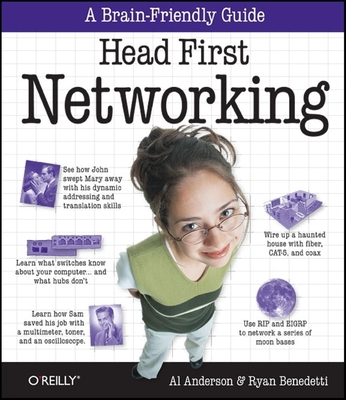 A Brain-Friendly Guide
Head First
Networking
See how John
swept Mary away
with his dynamic
addressing and
translation skills
Wire up a haunted
house with fiber,
CAT-5, and coax
Learn what switches
know about your computer... and
what hubs don't
Learn how Sam
saved his job with
a multimeter, toner,
and an oscilloscope.
Use RIP and EIGRP
to network a series of
moon bases
O'REILLY®
Al Anderson & Ryan Benedetti